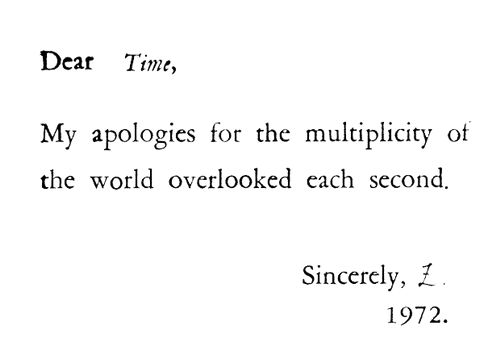 Dear Time,
My apologies for the multiplicity of
the world overlooked each second.
Sincerely, Z.
1972.